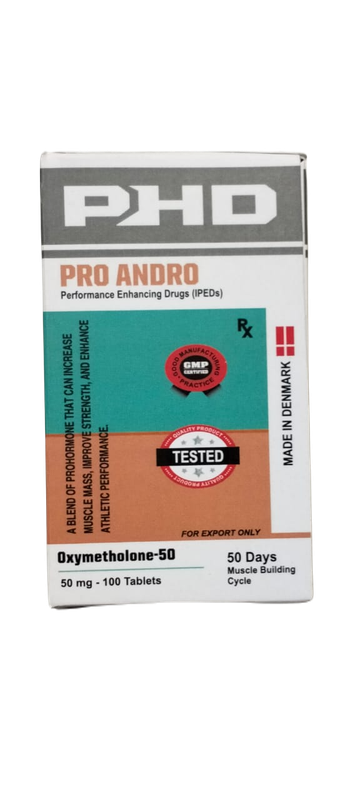 PHD
PRO ANDRO
Performance Enhancing Drugs (IPEDs)
A BLEND OF PROHORMONE THAT CAN INCREASE
MUSCLE MASS, IMPROVE STRENGTH, AND ENHANCE
ATHLETIC PERFORMANCE.
Rx
GOOD MANUFACTURING
GMP
CERTIFIED
PRACTICE
MADE IN DENMARK
QUALITY PRODUCT
TESTED
QUALITY PRODUCT
FOR EXPORT ONLY
Oxymetholone-50
50 mg - 100 Tablets
50 Days
Muscle Building
Cycle